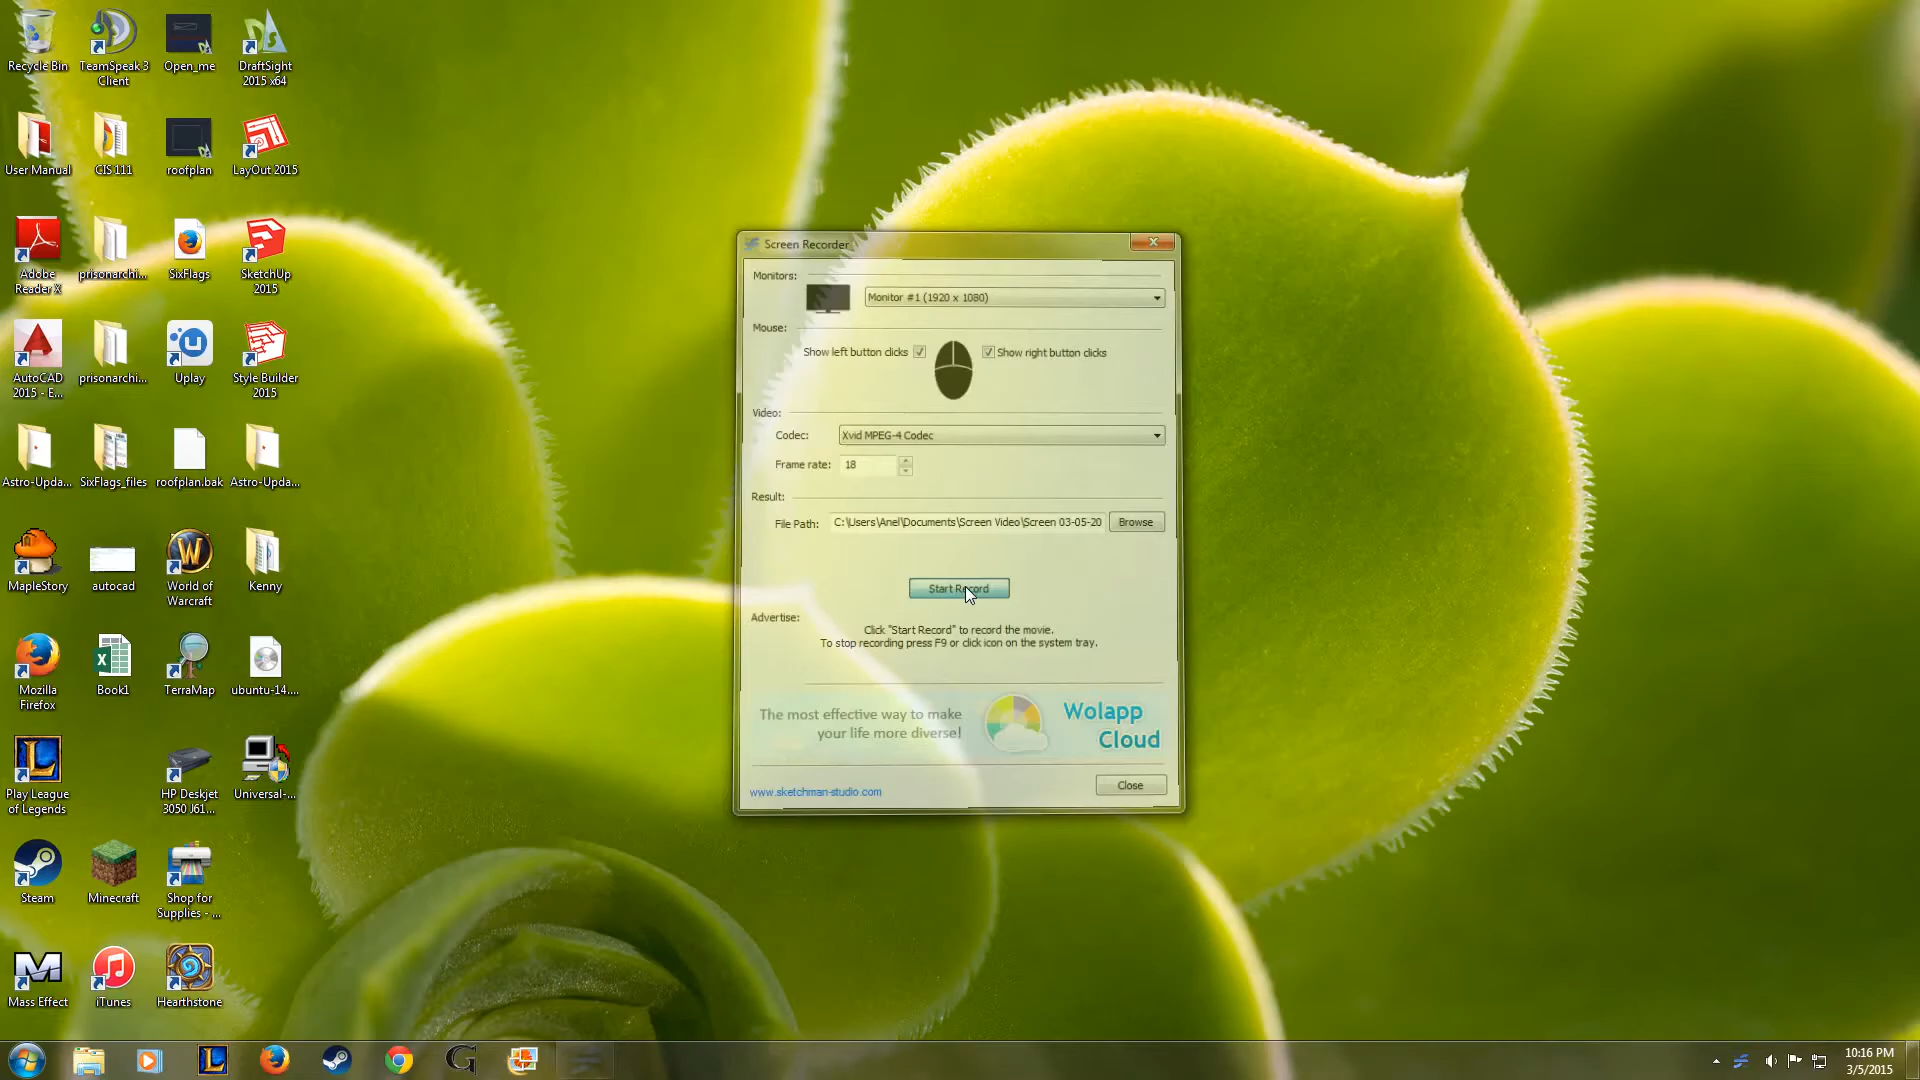 Recycle Bin
TeamSpeak 3
Client
Open_me
DraftSight
2015 x64
User Manual
CIS 111
roofplan
LayOut 2015
Adobe
Reader X
prisonarchi...
SixFlags
SketchUp
2015
AutoCAD
2015 - E...
prisonarchi...
Uplay
Style Builder
2015
Astro-Upda...
SixFlags_files
roofplan.bak
Astro-Upda...
MapleStory
autocad
World of
Warcraft
Kenny
Mozilla
Firefox
Book1
TerraMap
ubuntu-14....
Play League
of Legends
HP Deskjet
3050 J61...
Universal-...
Steam
Minecraft
Shop for
Supplies - ...
Mass Effect
iTunes
Hearthstone
Screen Recorder
Monitors:
Monitor #1 (1920 x 1080)
Mouse:
Show left button clicks
Show right button clicks
Video:
Codec:
Xvid MPEG-4 Codec
Frame rate:
18
Result:
File Path:
C:\Users\Anel\Documents\Screen Video\Screen 03-05-20
Browse
Start Record
Advertise:
Click "Start Record" to record the movie.
To stop recording press F9 or click icon on the system tray.
The most effective way to make
your life more diverse!
Wolapp
Cloud
www.sketchman-studio.com
Close
10:16 PM
3/5/2015